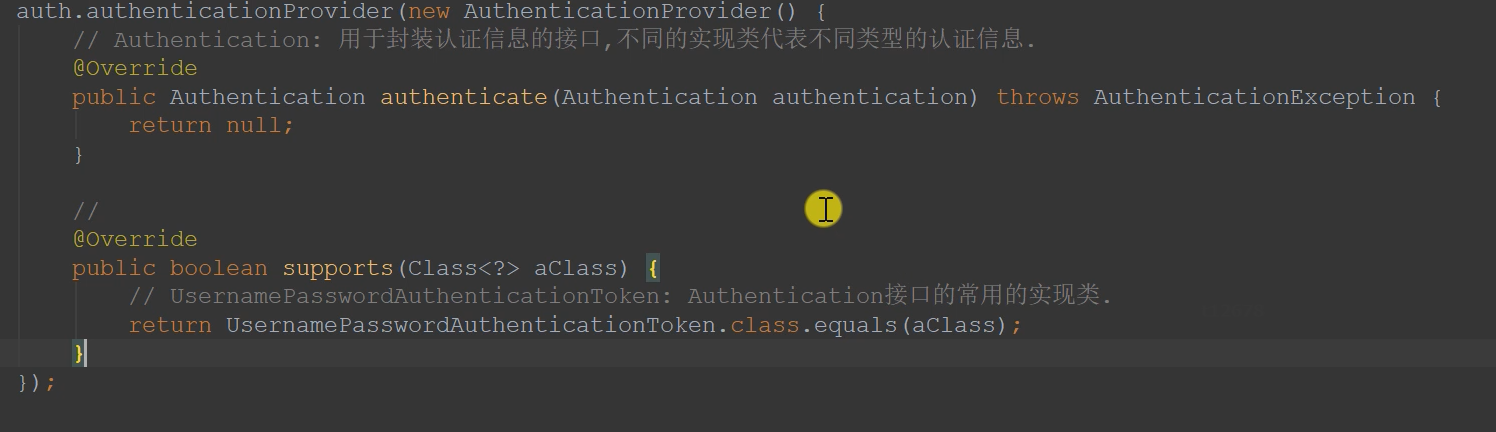 auth.authenticationProvider(new AuthenticationProvider() {
// Authentication: 用于封装认证信息的接口,不同的实现类代表不同类型的认证信息.
@Override
public Authentication authenticate(Authentication authentication) throws AuthenticationException {
return null;
}
//
@Override
public boolean supports(Class<?> aClass) {
// UsernamePasswordAuthenticationToken: Authentication接口的常用的实现类.
return UsernamePasswordAuthenticationToken.class.equals(aClass);
}
});